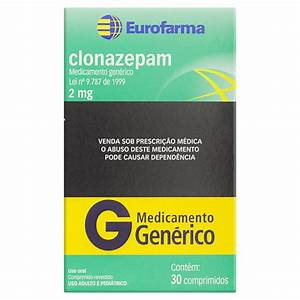 Eurofarma
clonazepam
Medicamento genérico
Lei nº 9.787 de 1999
2 mg
VENDA SOB PRESCRIÇÃO MÉDICA
O ABUSO DESTE MEDICAMENTO
PODE CAUSAR DEPENDÊNCIA
G Medicamento
Genérico
Uso oral
Comprimido revestido
USO ADULTO E PEDIÁTRICO
Contém:
30 comprimidos